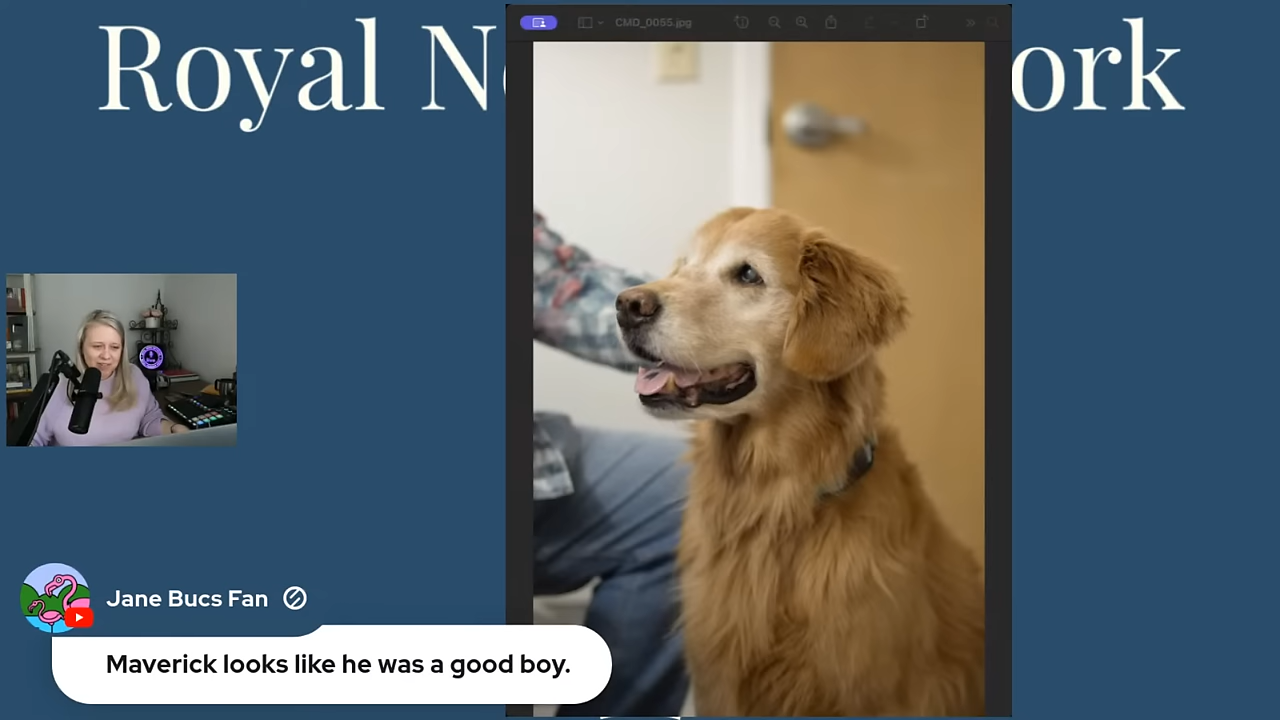 Royal N
ork
CMD_0055.jpg
Jane Bucs Fan
Maverick looks like he was a good boy.